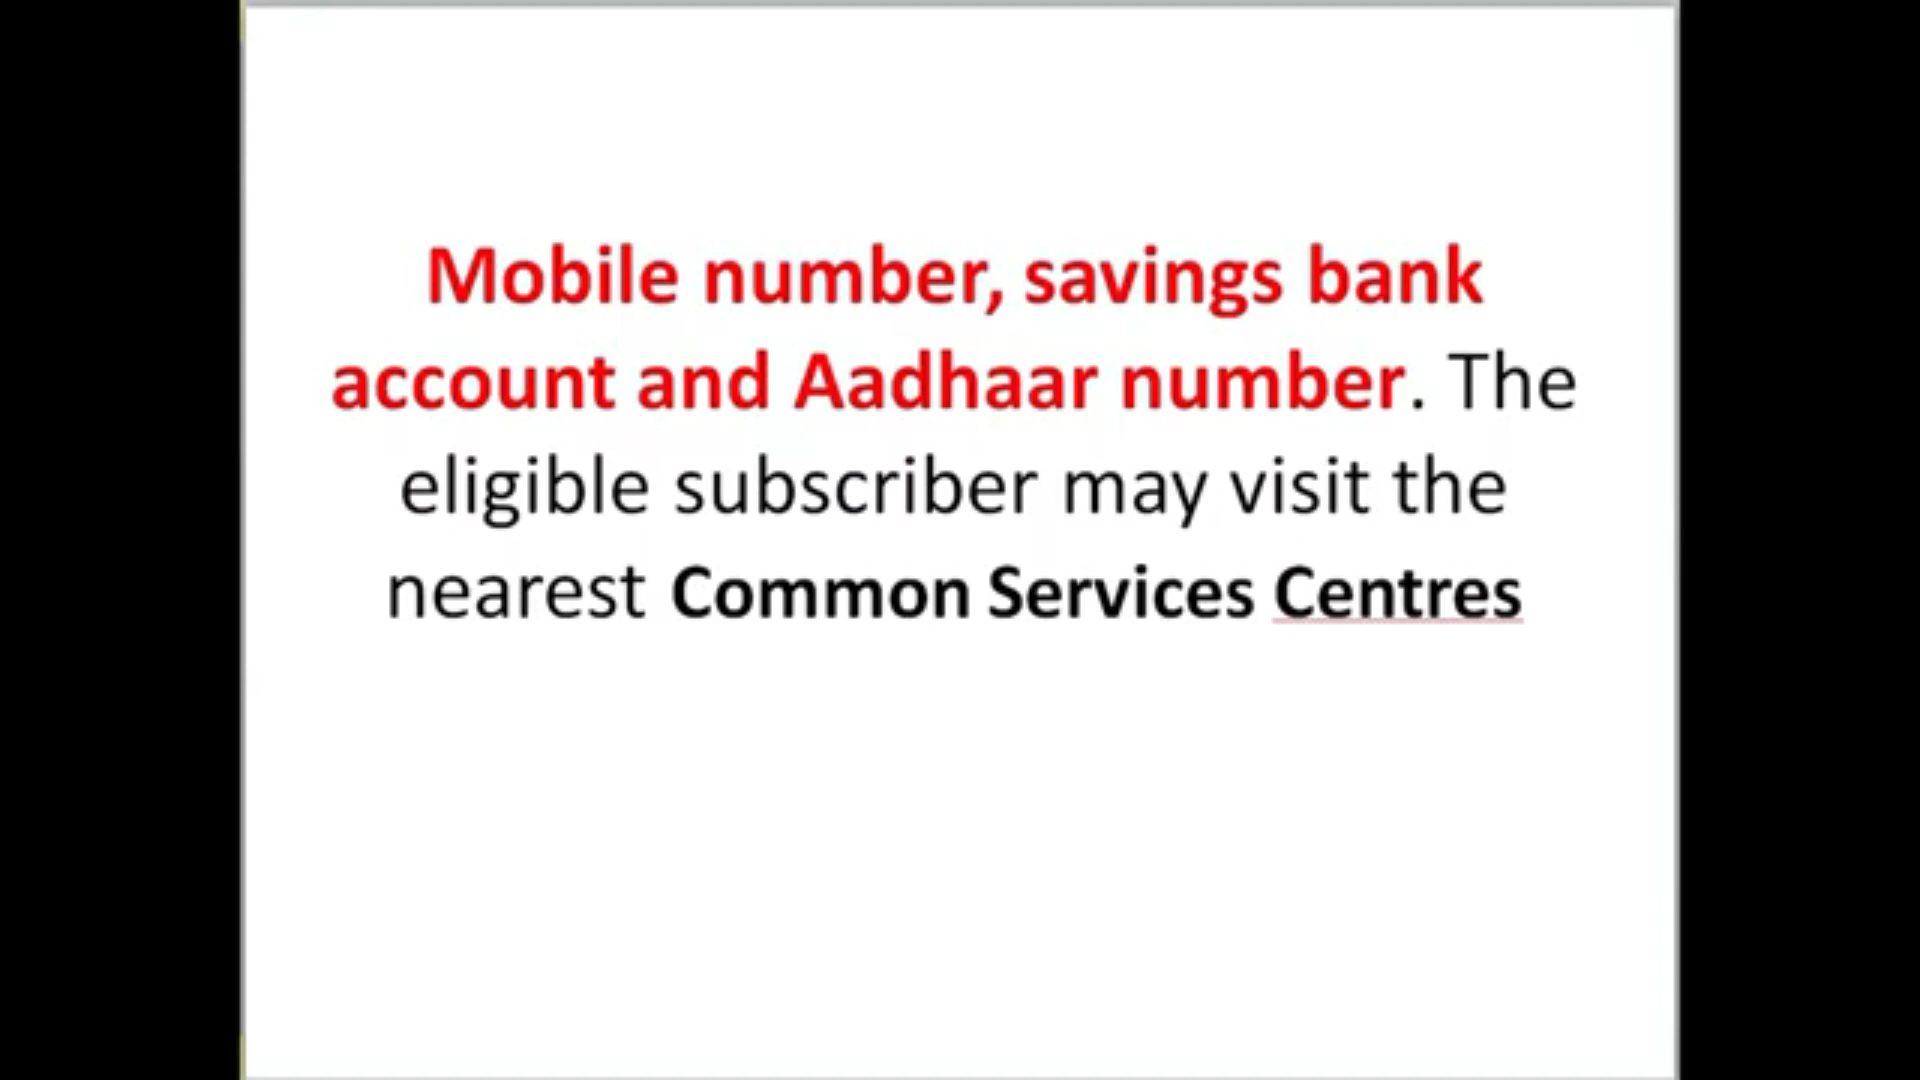 Mobile number, savings bank
account and Aadhaar number. The
eligible subscriber may visit the
nearest Common Services Centres